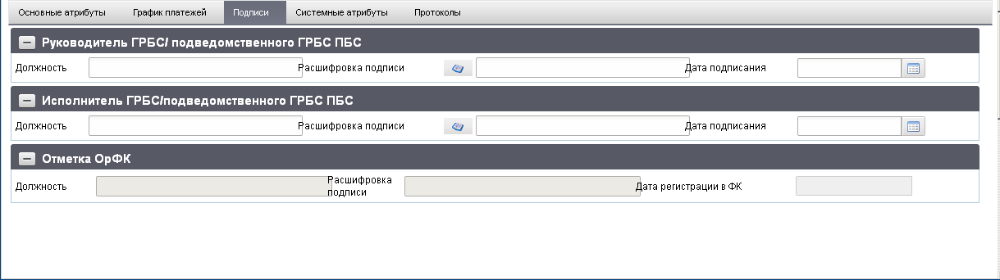 Основные атрибуты График платежей Подписи Системные атрибуты Протоколы
Руководитель ГРБС/ подведомственного ГРБС ПБС
Должность Расшифровка подписи Дата подписания
Исполнитель ГРБС/подведомственного ГРБС ПБС
Должность Расшифровка подписи Дата подписания
Отметка ОрФК
Должность Расшифровка подписи Дата регистрации в ФК